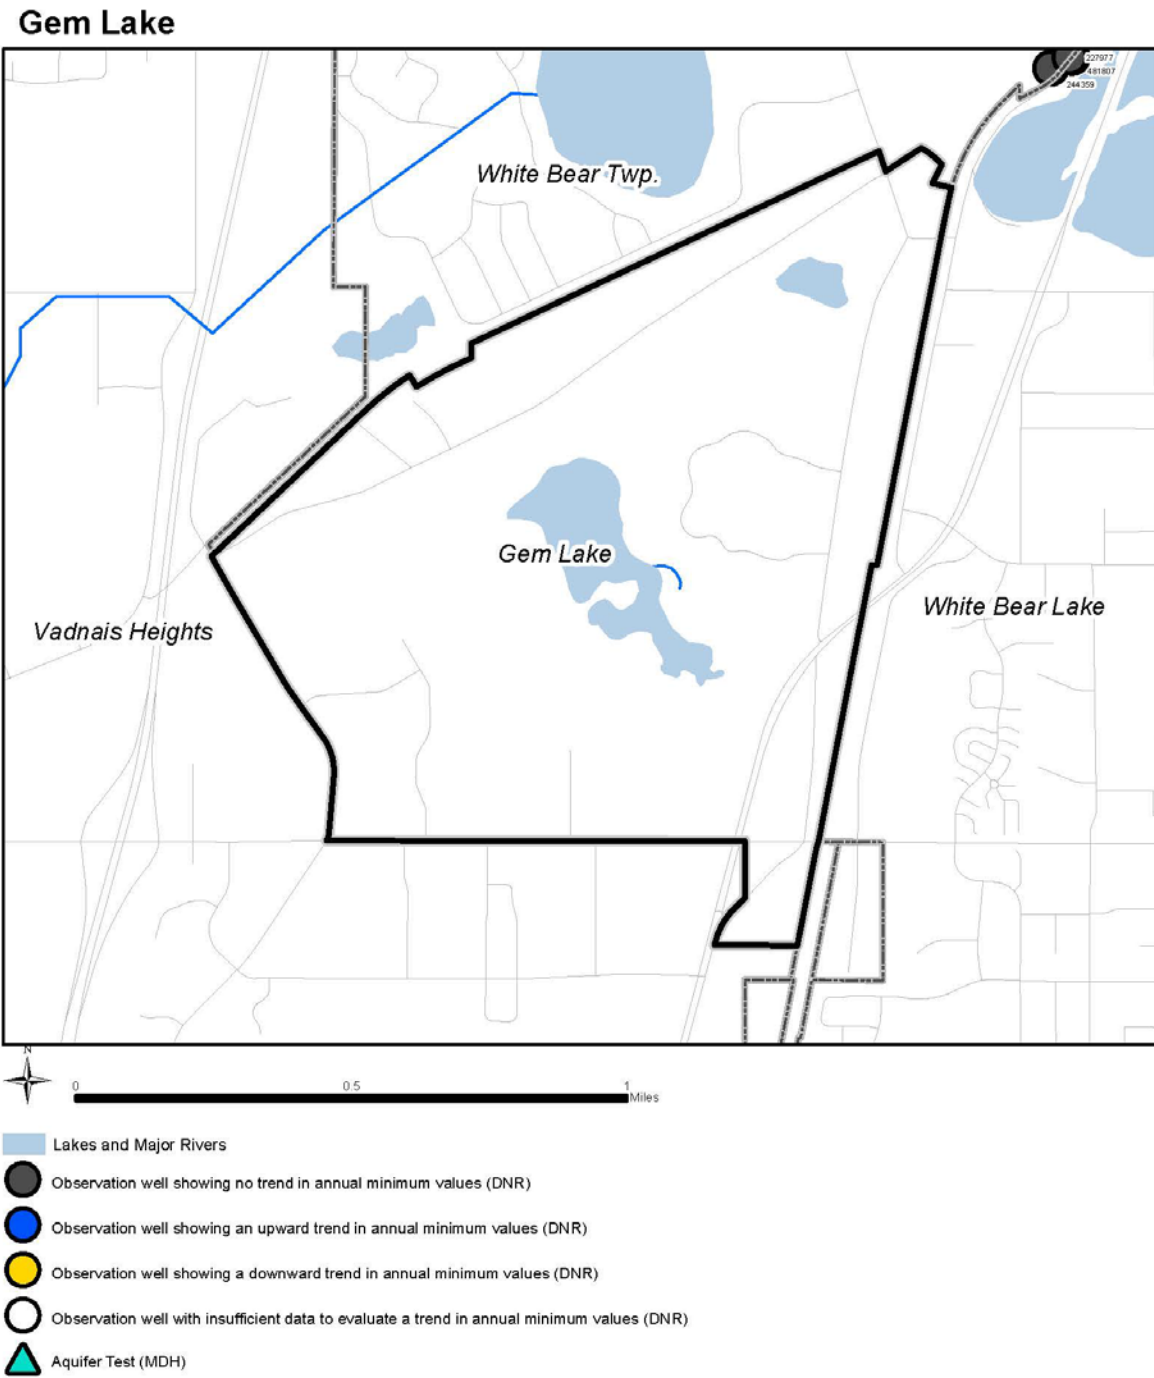 Gem Lake
227977
481807
244359
White Bear Twp.
Gem Lake
White Bear Lake
Vadnais Heights
N
0 0.5 1
Miles
Lakes and Major Rivers
Observation well showing no trend in annual minimum values (DNR)
Observation well showing an upward trend in annual minimum values (DNR)
Observation well showing a downward trend in annual minimum values (DNR)
Observation well with insufficient data to evaluate a trend in annual minimum values (DNR)
Aquifer Test (MDH)